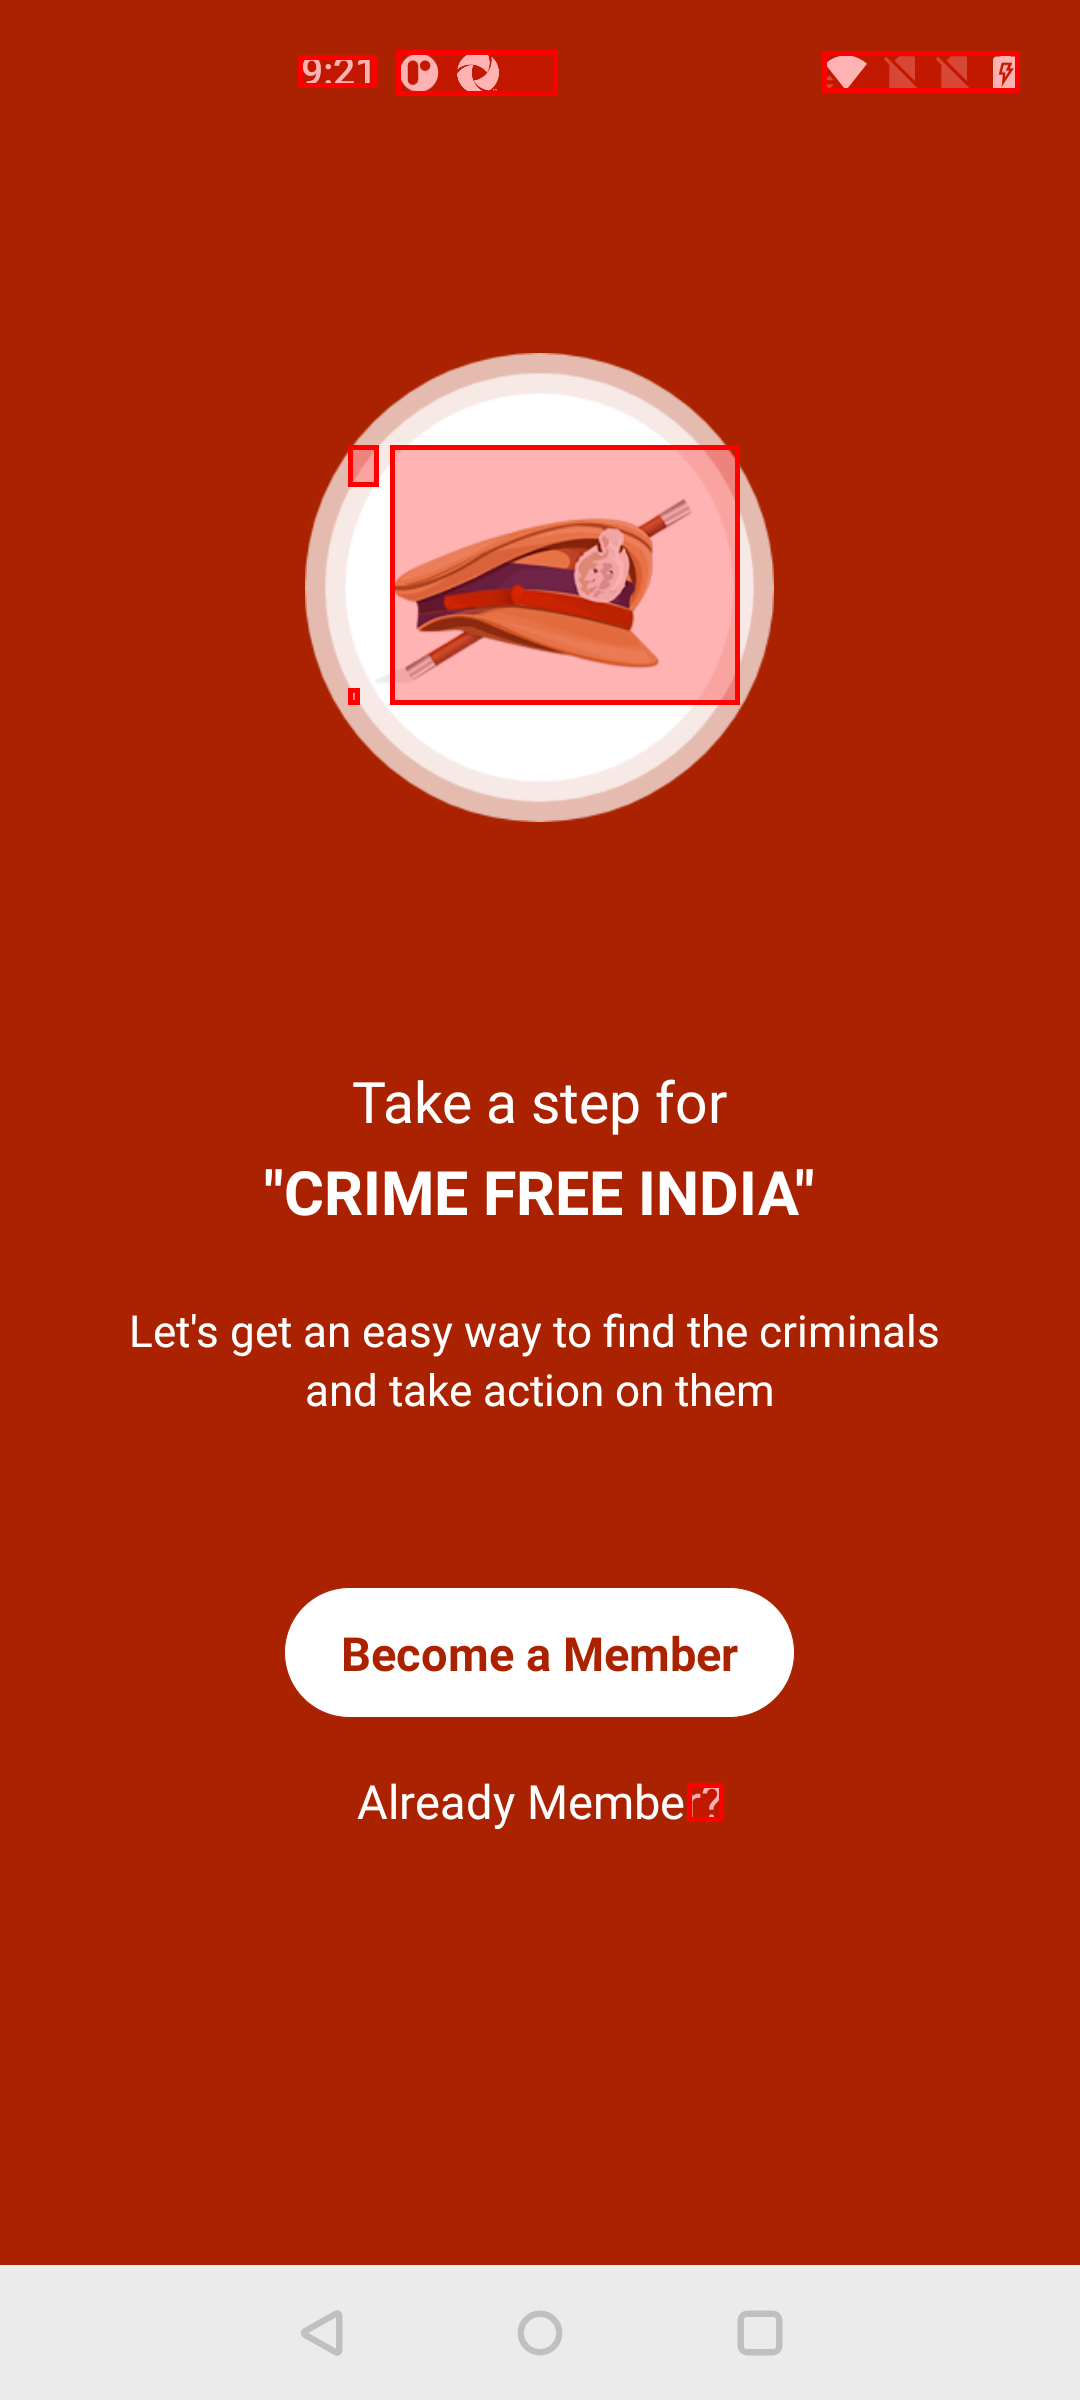 9:21
Take a step for
"CRIME FREE INDIA"
Let's get an easy way to find the criminals
and take action on them
Become a Member
Already Member?